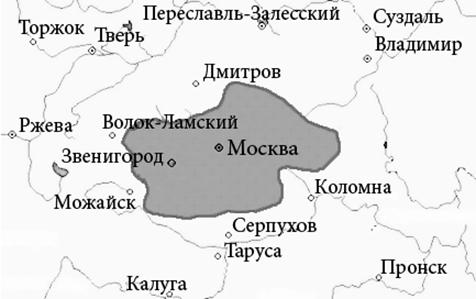 Переславль-Залесский
Суздаль
Торжок
Тверь
Владимир
Дмитров
Ржева
Волок-Ламский
Москва
Звенигород
Можайск
Коломна
Серпухов
Таруса
Пронск
Калуга